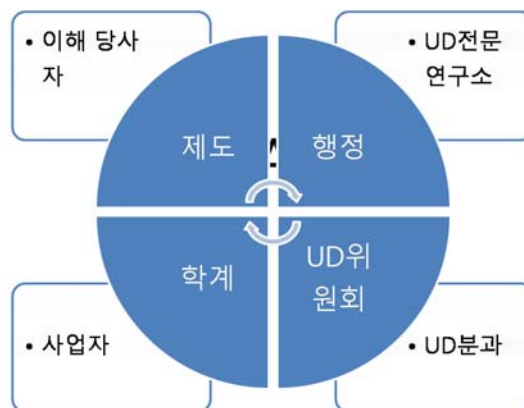 • 이해 당사
자
• UD전문
연구소
제도
행정
학계
UD위
원회
• 사업자
• UD분과